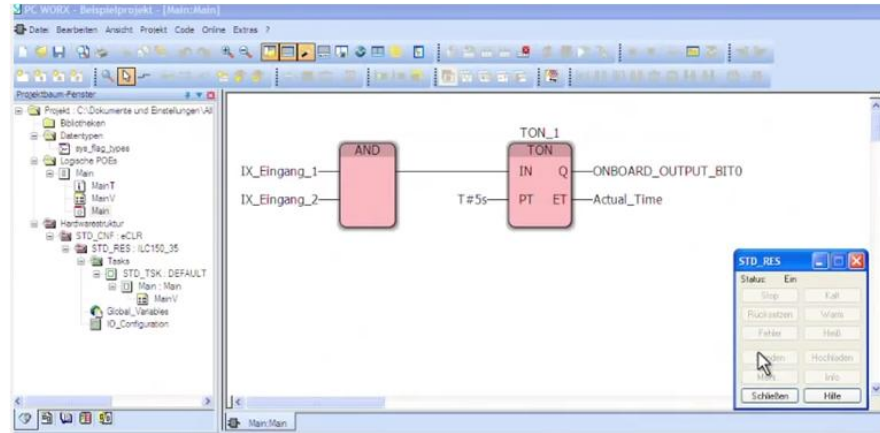 PC WORX - Beispielprojekt - [Main:Main]
Datei Bearbeiten Ansicht Projekt Code Online Extras ?
Projektbaum-Fenster
Projekt : C:\Dokumente und Einstellungen\All
Bibliotheken
Datentypen
sys_flag_types
Logische POEs
Main
MainT
MainV
Main
Hardwarestruktur
STD_CNF : eCLR
STD_RES : ILC150_35
Tasks
STD_TSK : DEFAULT
Main : Main
MainV
Global_Variables
IO_Configuration
TON_1
AND
TON
IX_Eingang_1
IN Q
ONBOARD_OUTPUT_BIT0
IX_Eingang_2
T#5s
PT ET
Actual_Time
STD_RES
Status: Ein
Stop Kalt
Rücksetzen Warm
Fehler Heiß
Hochladen
Info
Schließen Hilfe
Main:Main